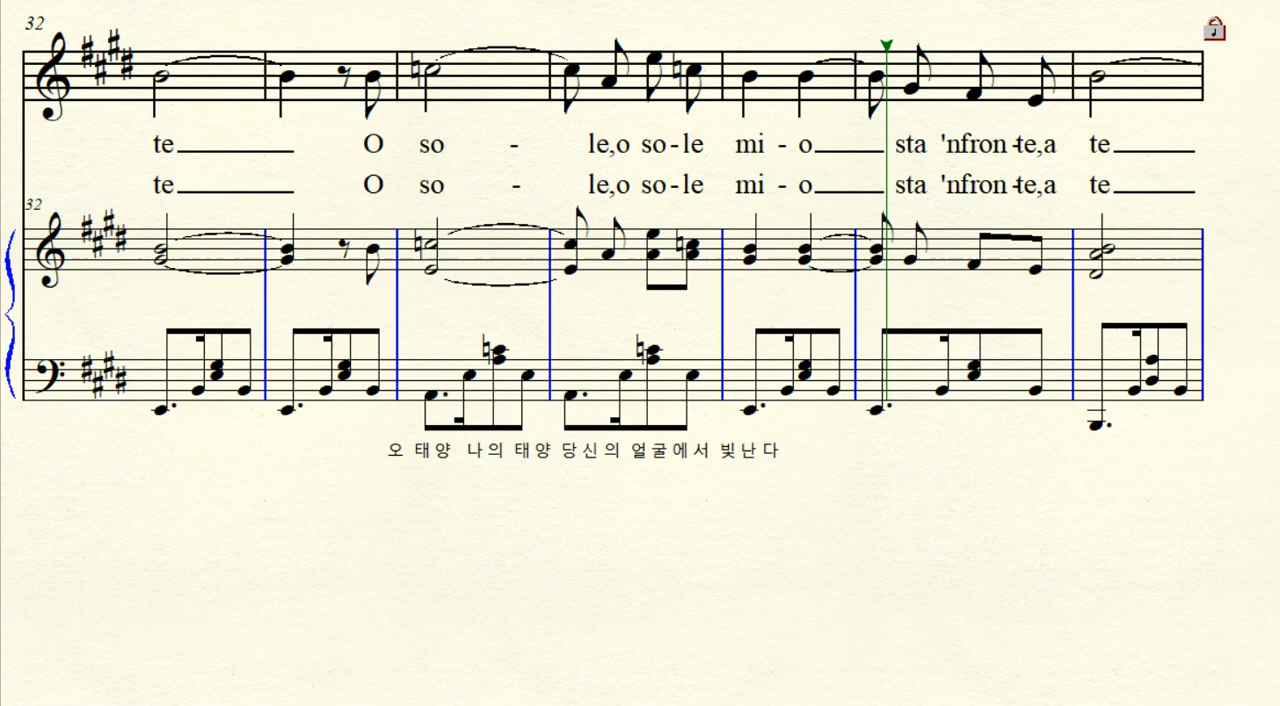 32
te O so - le,o so-le mi - o sta 'nfron-te,a te
te O so - le,o so-le mi - o sta 'nfron-te,a te
32
오 태양 나의 태양 당신의 얼굴에서 빛난다